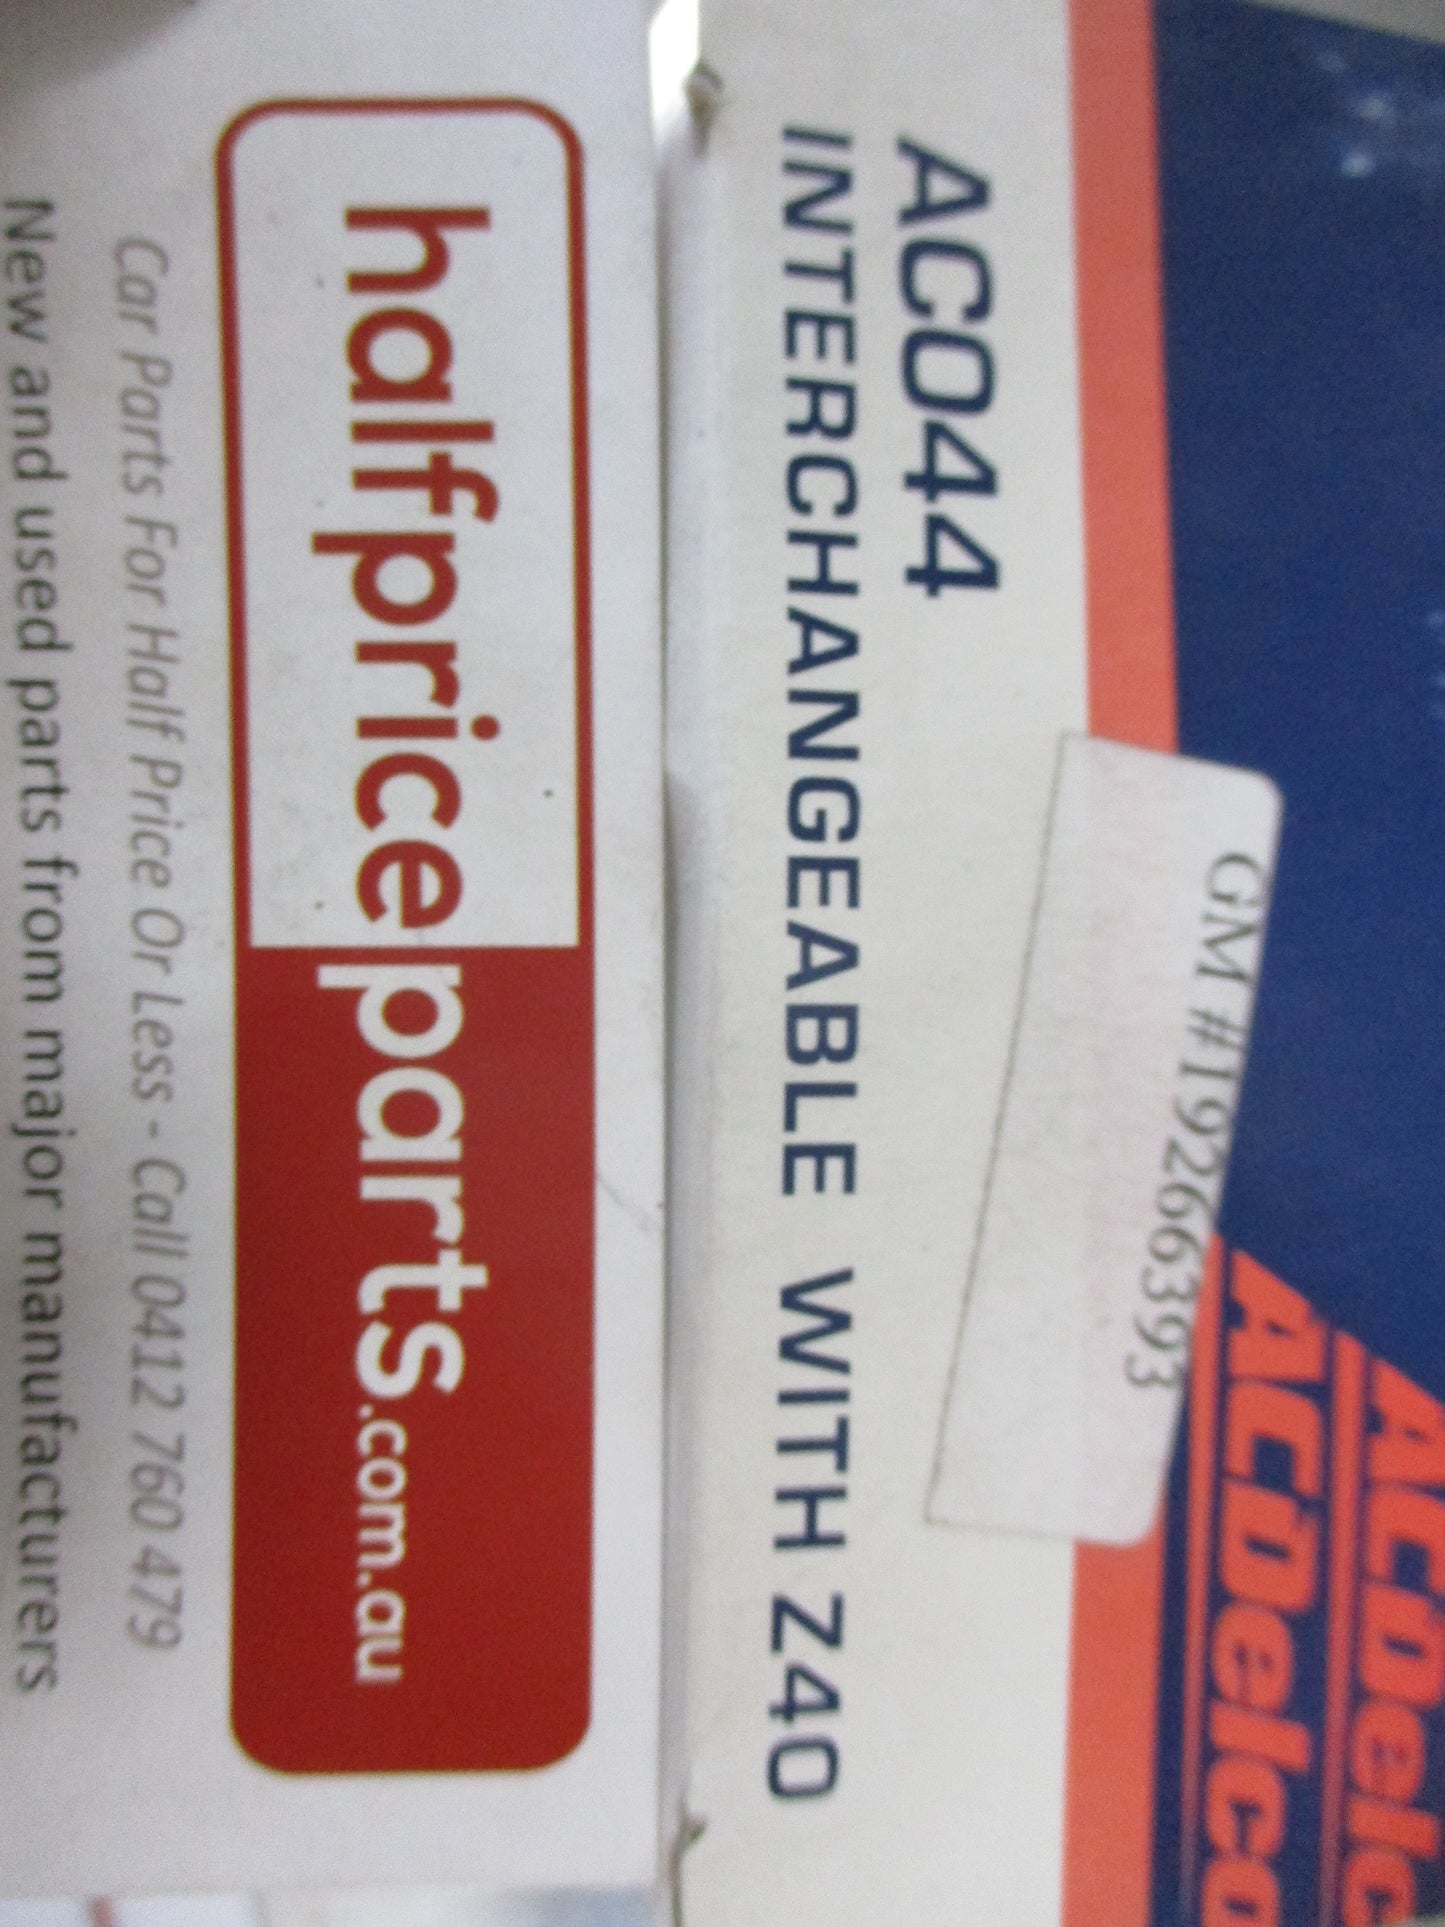 ACDelco
ACDelco
GM #19266393
AC044
INTERCHANGEABLE WITH Z40
halfpriceparts.com.au
Car Parts For Half Price Or Less - Call 0412 760 479
New and used parts from major manufacturers